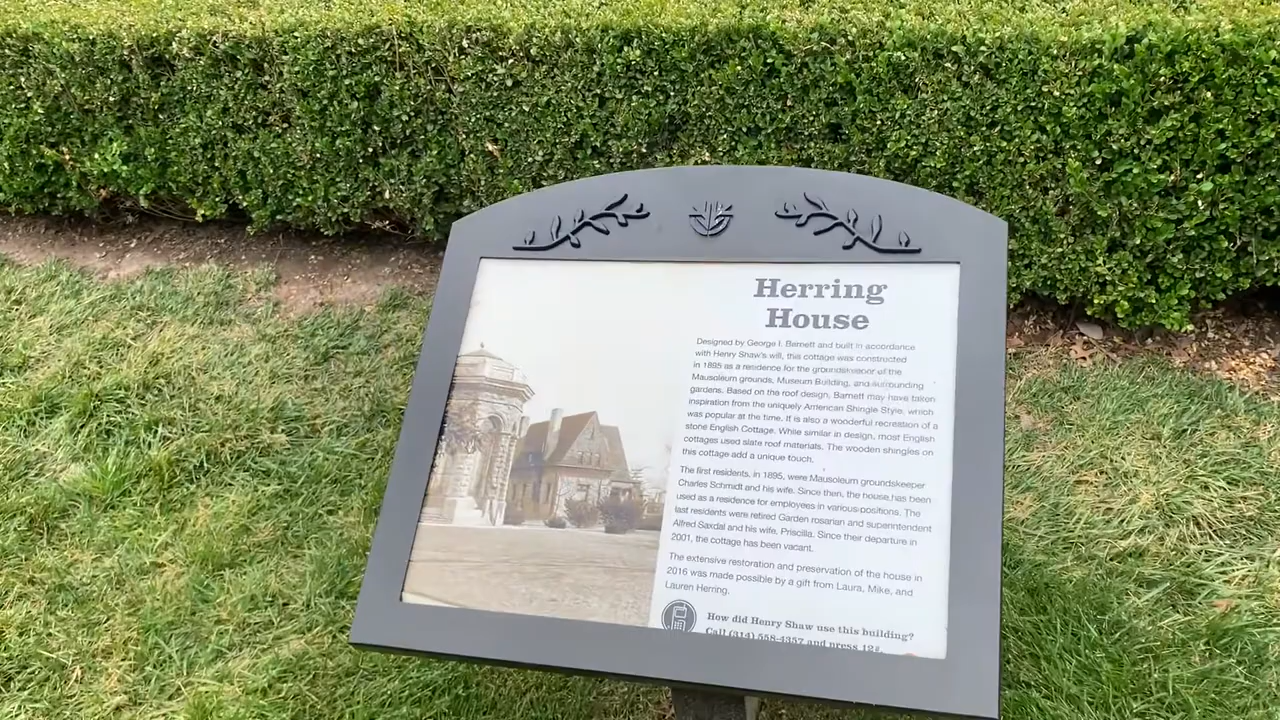 Herring
House
Designed by George I. Barnett and built in accordance
with Henry Shaw's will, this cottage was constructed
in 1895 as a residence for the groundskeeper of the
Mausoleum grounds, Museum Building, and surrounding
gardens. Based on the roof design, Barnett may have taken
inspiration from the uniquely American Shingle Style, which
was popular at the time. If is also a wonderful recreation of a
stone English Cottage. While similar in design, most English
cottages used slate roof materials. The wooden shingles on
this cottage add a unique touch.
The first residents, in 1895, were Mausoleum groundskeeper
Charles Schmidt and his wife. Since then, the house has been
used as a residence for employees in various positions. The
last residents were retired Garden rosarian and superintendent
Alfred Saxdal and his wife, Priscilla. Since their departure in
2001, the cottage has been vacant.
The extensive restoration and preservation of the house in
2016 was made possible by a gift from Laura, Mike, and
Lauren Herring.
How did Henry Shaw use this building?
Call (314) 558-4357 and press 12#.